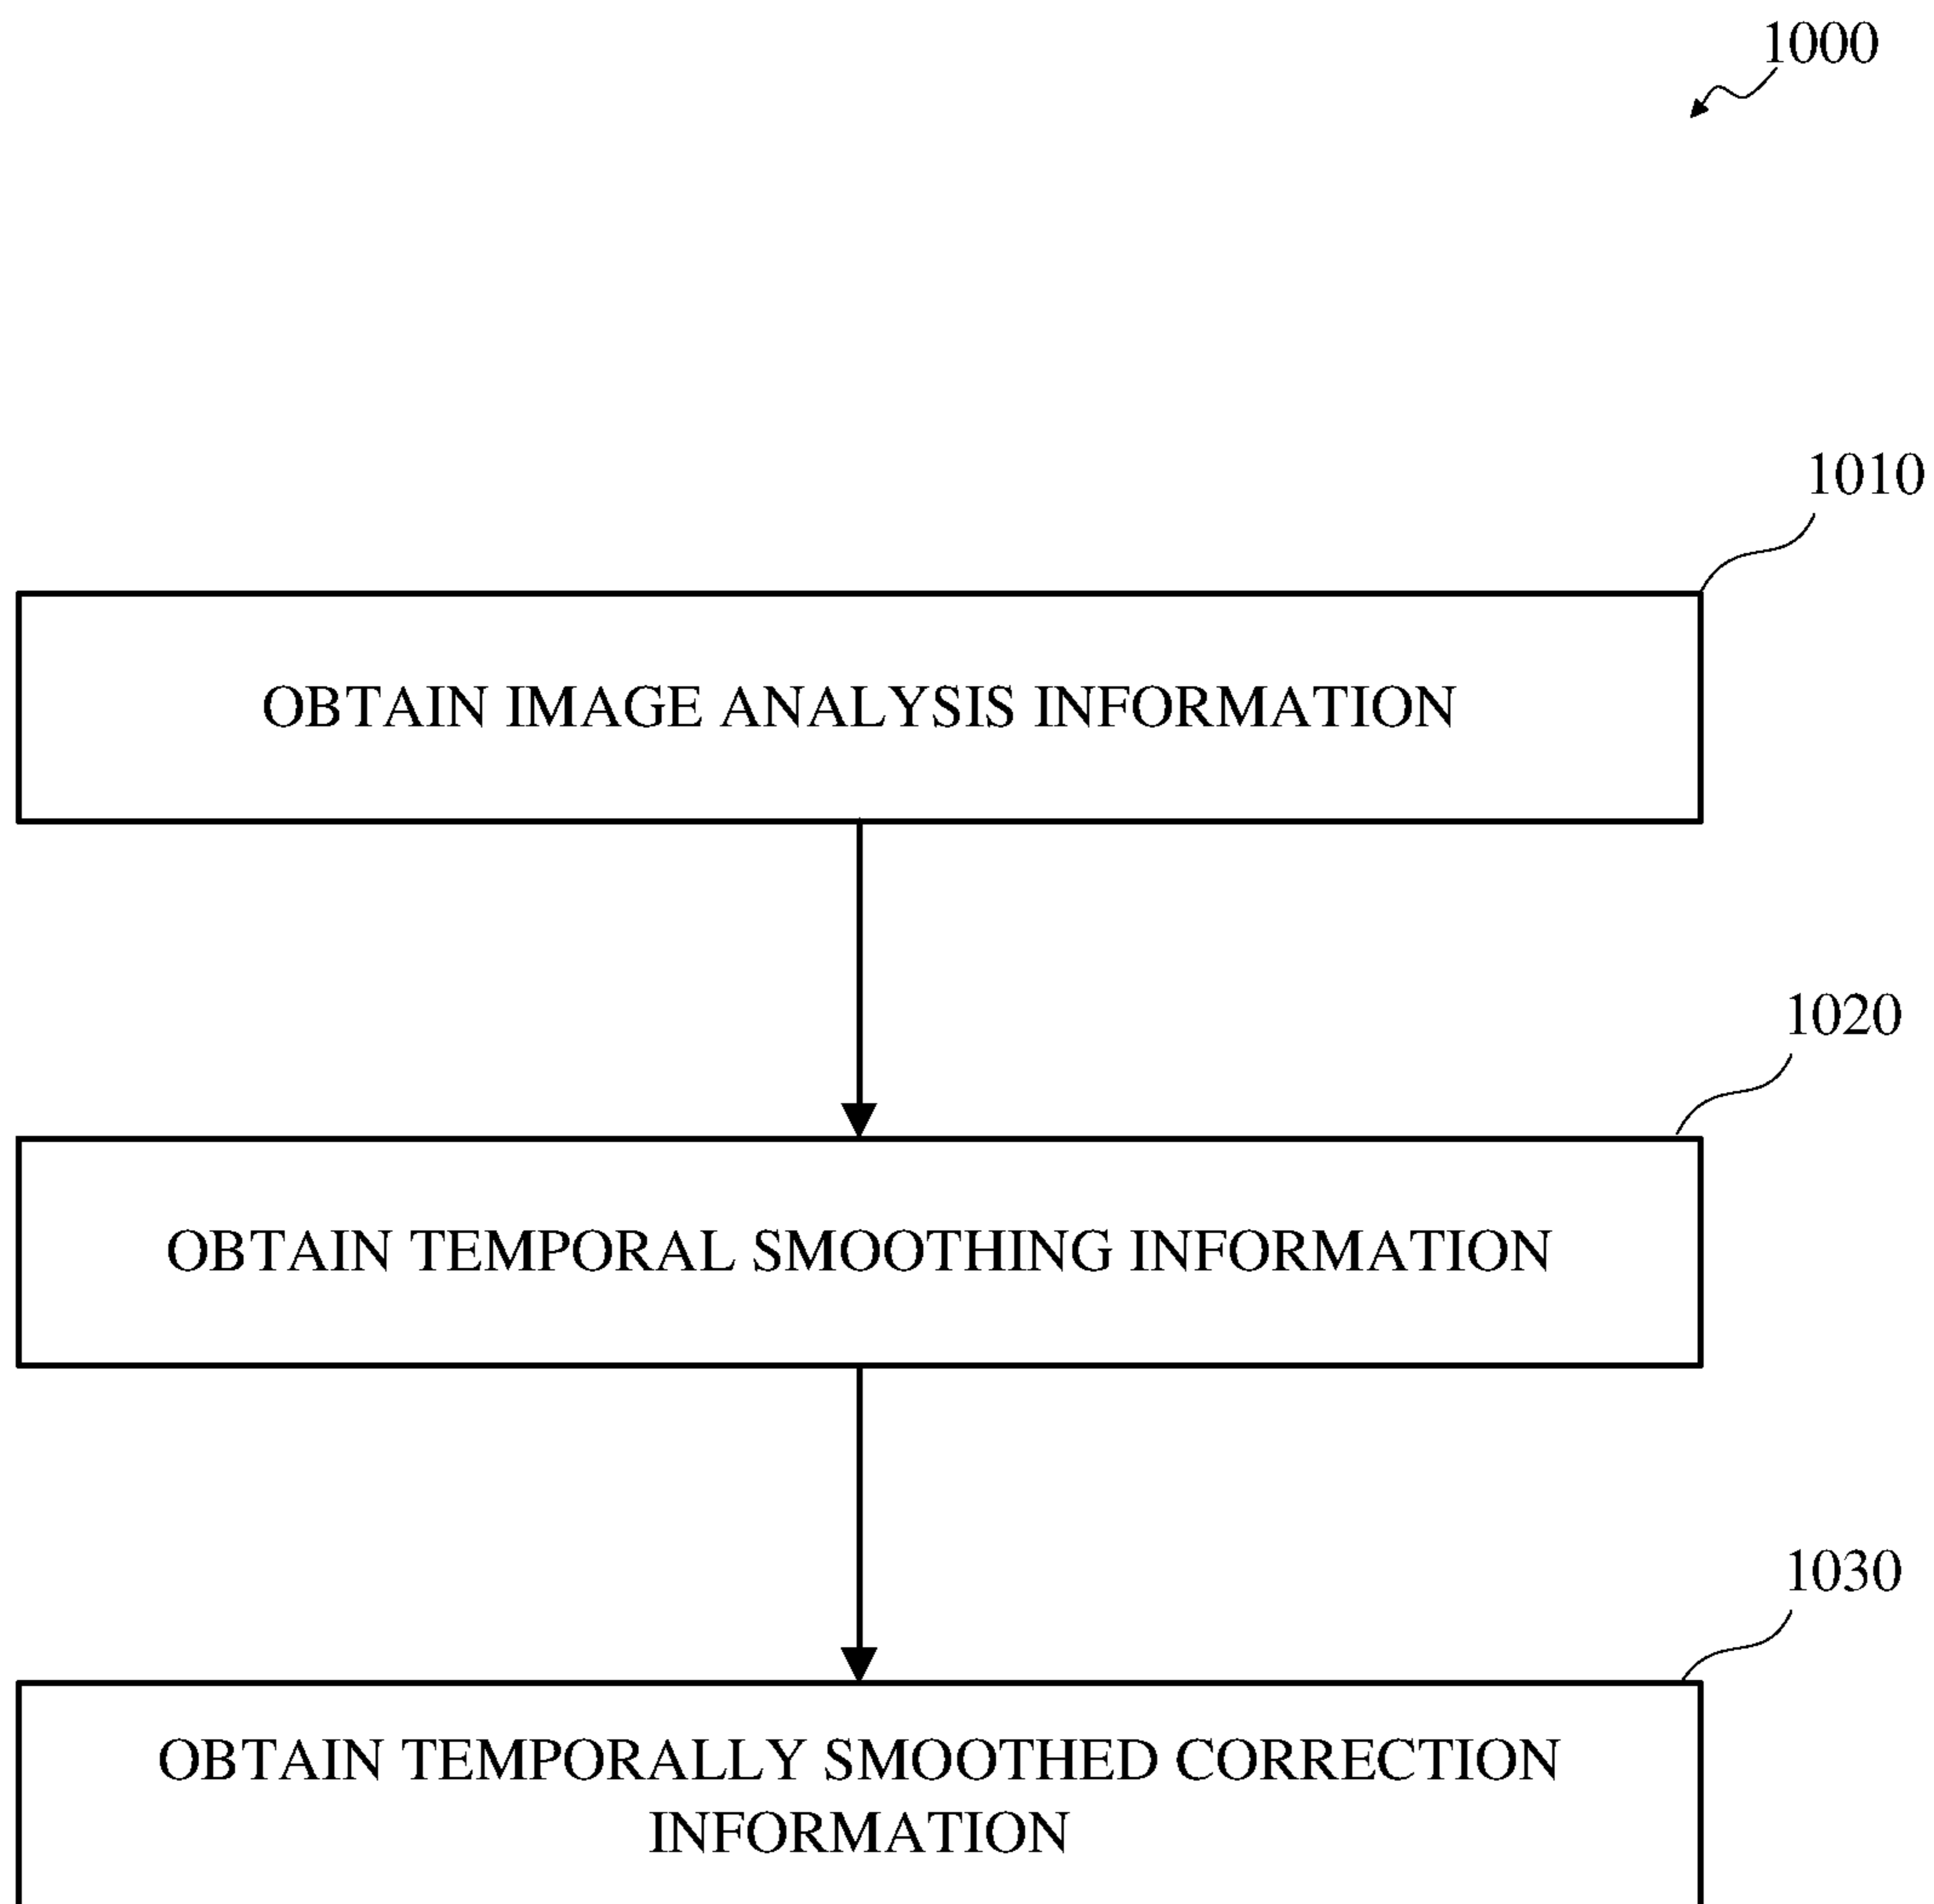 1000
1010
OBTAIN IMAGE ANALYSIS INFORMATION
1020
OBTAIN TEMPORAL SMOOTHING INFORMATION
1030
OBTAIN TEMPORALLY SMOOTHED CORRECTION
INFORMATION